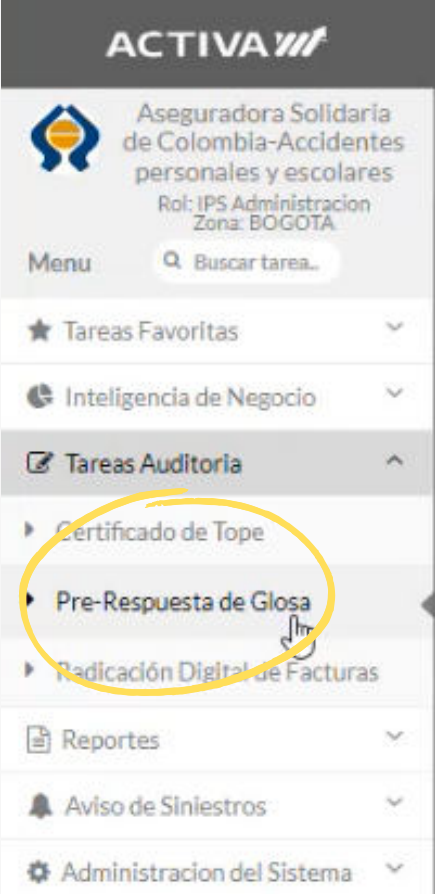 ACTIVA
Aseguradora Solidaria
de Colombia-Accidentes
personales y escolares
Rol: IPS Administracion
Zona: BOGOTA
Menu
Buscar tarea..
Tareas Favoritas
Inteligencia de Negocio
Tareas Auditoria
Certificado de Tope
Pre-Respuesta de Glosa
Radicación Digital de Facturas
Reportes
Aviso de Siniestros
Administracion del Sistema